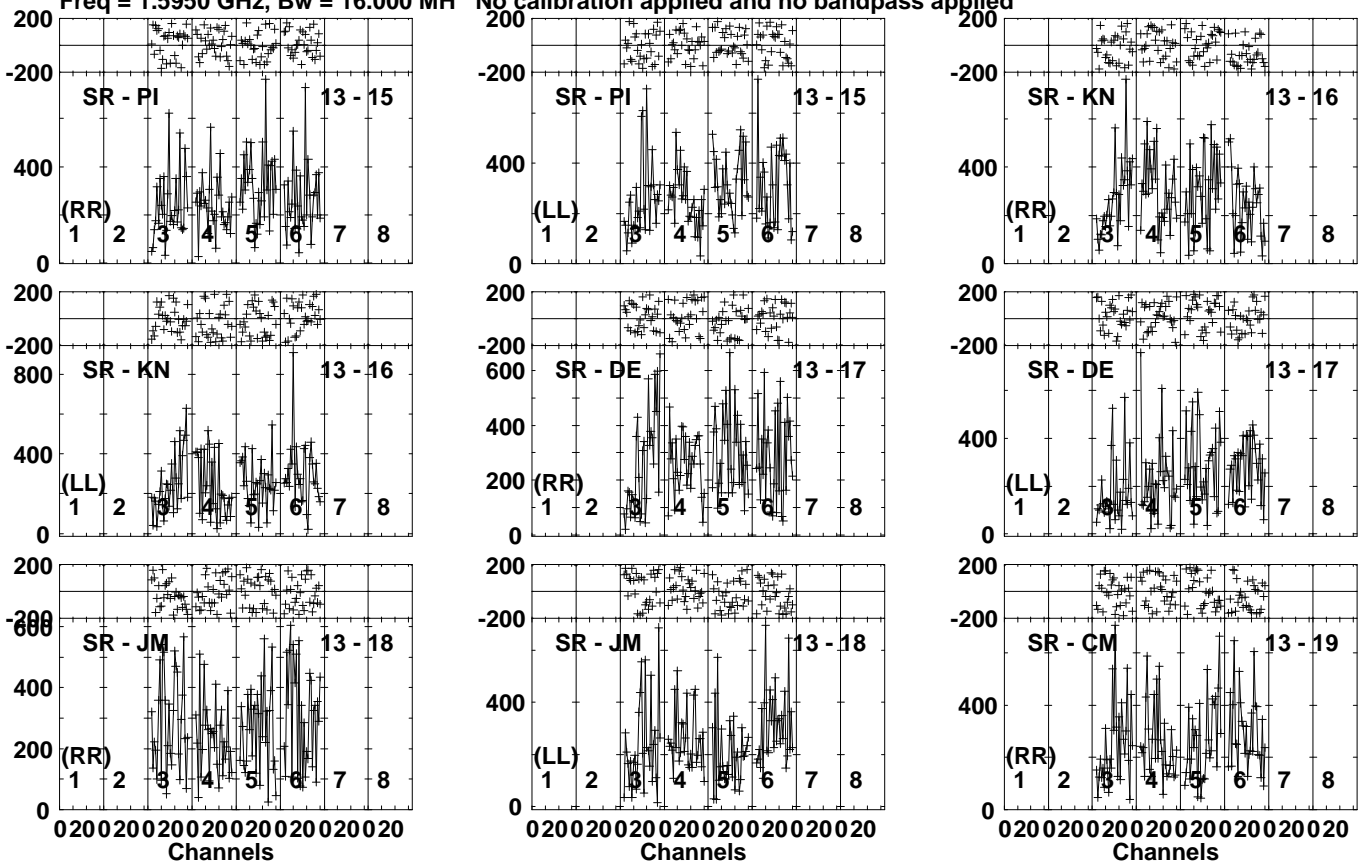 Freq = 1.5950 GHz, Bw = 16.000 MH No calibration applied and no bandpass applied
200 200 200
-200 -200 -200
SR - PI 13 - 15 SR - PI 13 - 15 SR - KN 13 - 16
400 400 400
(RR) (LL) (RR)
1 2 3 4 5 6 7 8 1 2 3 4 5 6 7 8 1 2 3 4 5 6 7 8
0 0 0
200 200 200
-200 -200 -200
SR - KN 13 - 16 SR - DE 13 - 17 SR - DE 13 - 17
800 600
400 400 400
200
(LL) (RR) (LL)
1 2 3 4 5 6 7 8 1 2 3 4 5 6 7 8 1 2 3 4 5 6 7 8
100
0 0 0
200 200 200
-200 -200 -200
600
SR - JM 13 - 18 SR - JM 13 - 18 SR - CM 13 - 19
400 400 400
200
(RR) (LL) (RR)
1 2 3 4 5 6 7 8 1 2 3 4 5 6 7 8 1 2 3 4 5 6 7 8
0 0 0
0 20 0 20 0 20 0 20 0 20 0 20 0 20 0 20 0 20 0 20 0 20 0 20 0 20 0 20 0 20 0 20 0 20 0 20 0 20 0 20 0 20 0 20 0 20 0 20
Channels Channels Channels